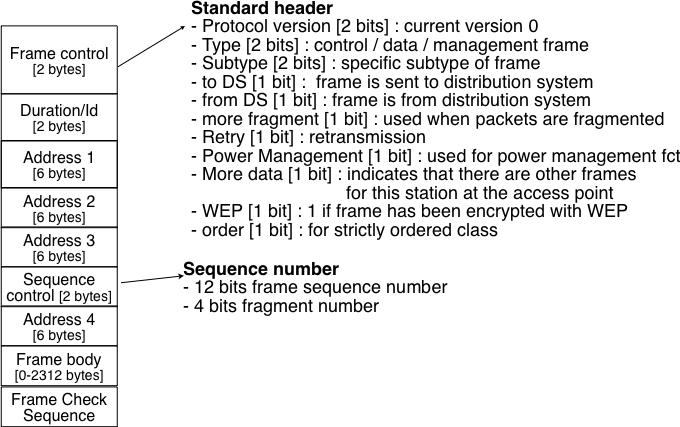 Standard header
- Protocol version [2 bits] : current version 0
- Type [2 bits] : control / data / management frame
- Subtype [2 bits] : specific subtype of frame
- to DS [1 bit] : frame is sent to distribution system
- from DS [1 bit] : frame is from distribution system
- more fragment [1 bit] : used when packets are fragmented
- Retry [1 bit] : retransmission
- Power Management [1 bit] : used for power management fct
- More data [1 bit] : indicates that there are other frames
for this station at the access point
- WEP [1 bit] : 1 if frame has been encrypted with WEP
- order [1 bit] : for strictly ordered class
Sequence number
- 12 bits frame sequence number
- 4 bits fragment number
Frame control
[2 bytes]
Duration/Id
[2 bytes]
Address 1
[6 bytes]
Address 2
[6 bytes]
Address 3
[6 bytes]
Sequence
control [2 bytes]
Address 4
[6 bytes]
Frame body
[0-2312 bytes]
Frame Check
Sequence